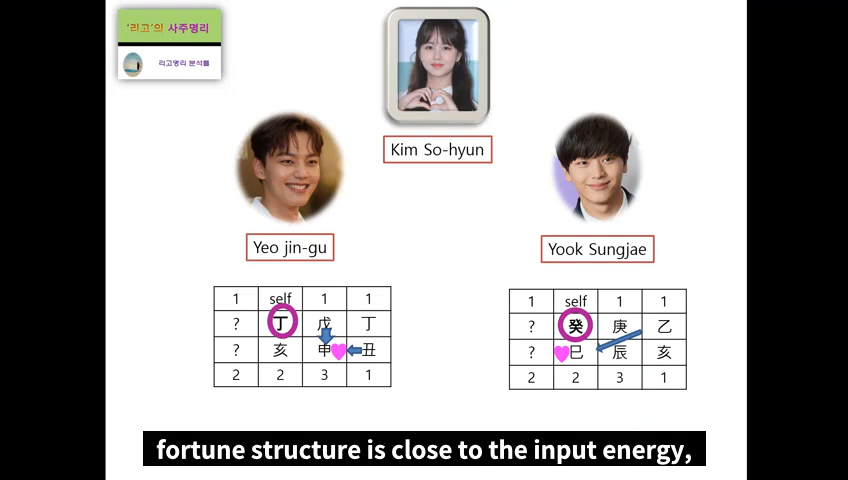 '리고'의 사주명리
리고명리 분석틀
Kim So-hyun
Yeo jin-gu
Yook Sungjae
1 self 1 1
? 丁 戊 丁
? 亥 申 丑
2 2 3 1
1 self 1 1
? 癸 庚 乙
? 巳 辰 亥
2 2 3 1
fortune structure is close to the input energy,